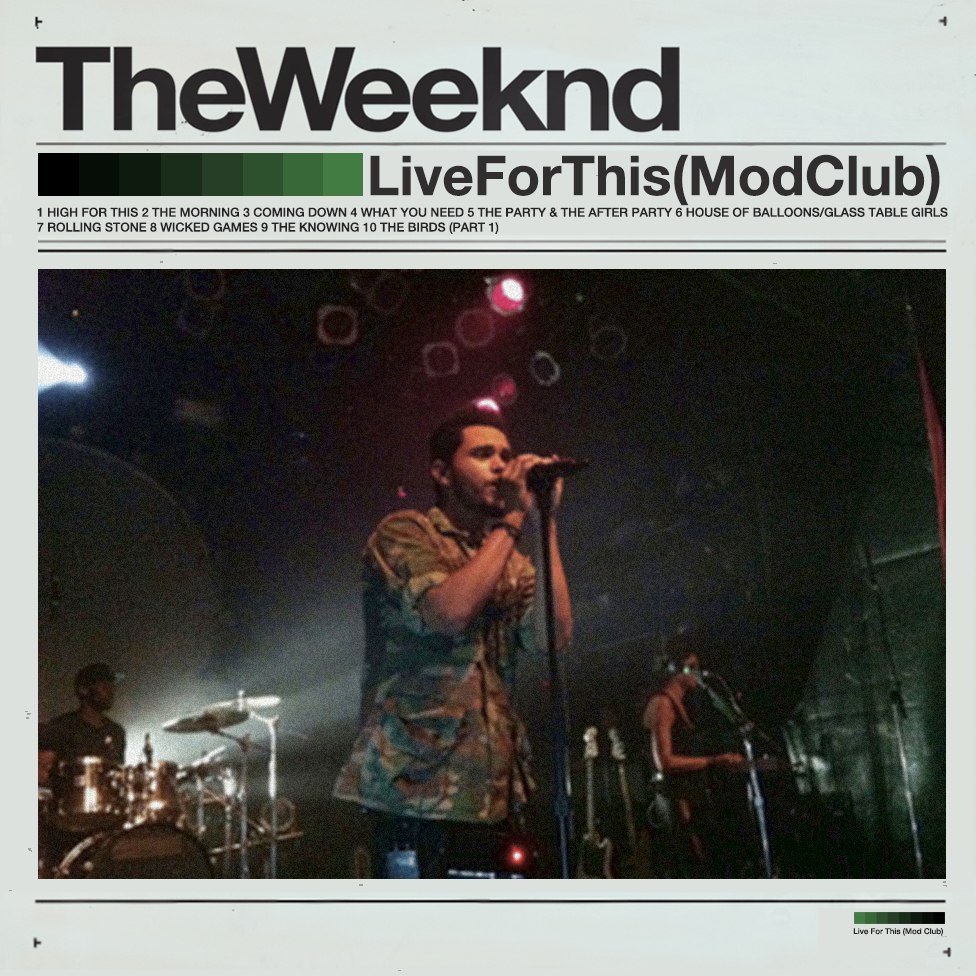 TheWeeknd
LiveForThis(ModClub)
1 HIGH FOR THIS 2 THE MORNING 3 COMING DOWN 4 WHAT YOU NEED 5 THE PARTY & THE AFTER PARTY 6 HOUSE OF BALLOONS/GLASS TABLE GIRLS
7 ROLLING STONE 8 WICKED GAMES 9 THE KNOWING 10 THE BIRDS (PART 1)
Live For This (Mod Club)